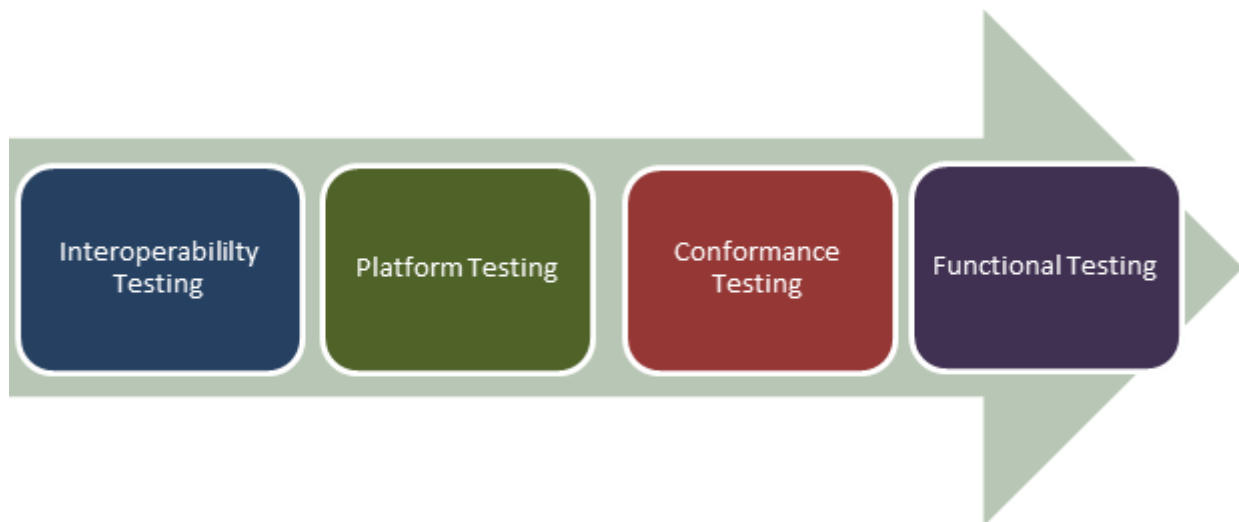 Interoperabililty
Testing
Platform Testing
Conformance
Testing
Functional Testing